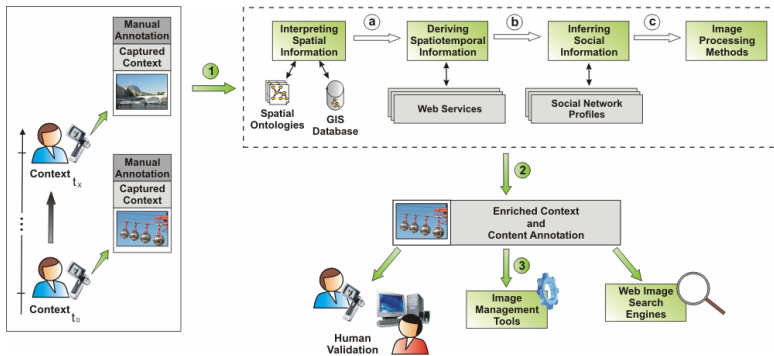 Manual
Annotation
Captured
Context
Context
tx
Manual
Annotation
Captured
Context
Context
t0
1
Interpreting
Spatial
Information
a
Deriving
Spatiotemporal
Information
b
Inferring
Social
Information
c
Image
Processing
Methods
Spatial
Ontologies
GIS
Database
Web Services
Social Network
Profiles
2
Enriched Context
and
Content Annotation
3
Human
Validation
Image
Management
Tools
Web Image
Search
Engines